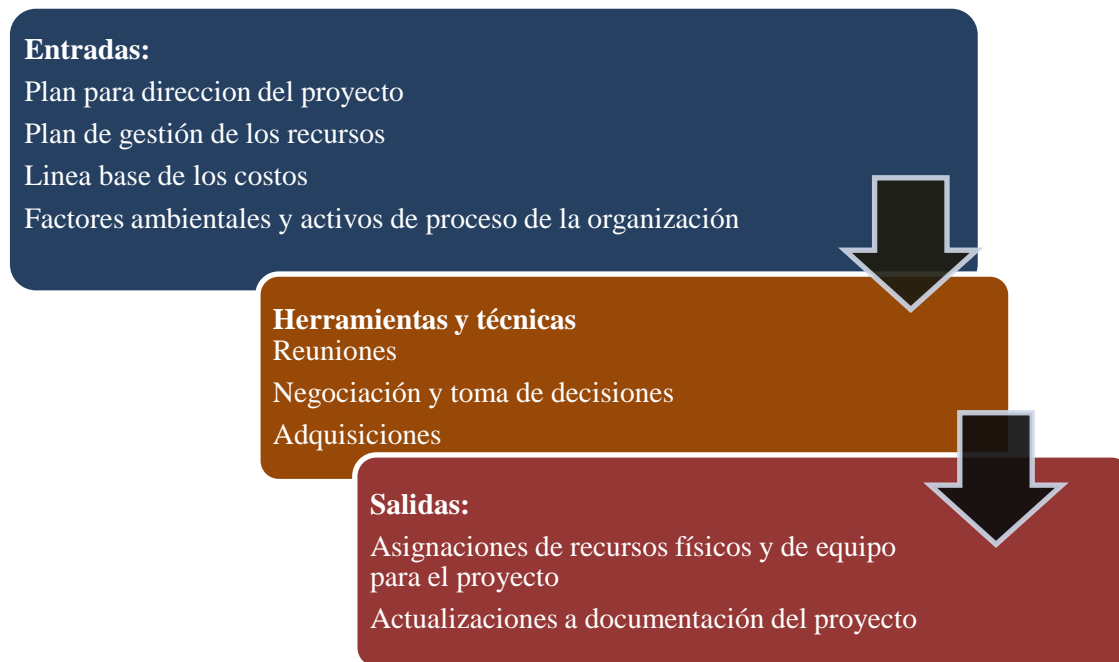 Entradas:
Plan para direccion del proyecto
Plan de gestión de los recursos
Linea base de los costos
Factores ambientales y activos de proceso de la organización
Herramientas y técnicas
Reuniones
Negociación y toma de decisiones
Adquisiciones
Salidas:
Asignaciones de recursos físicos y de equipo
para el proyecto
Actualizaciones a documentación del proyecto